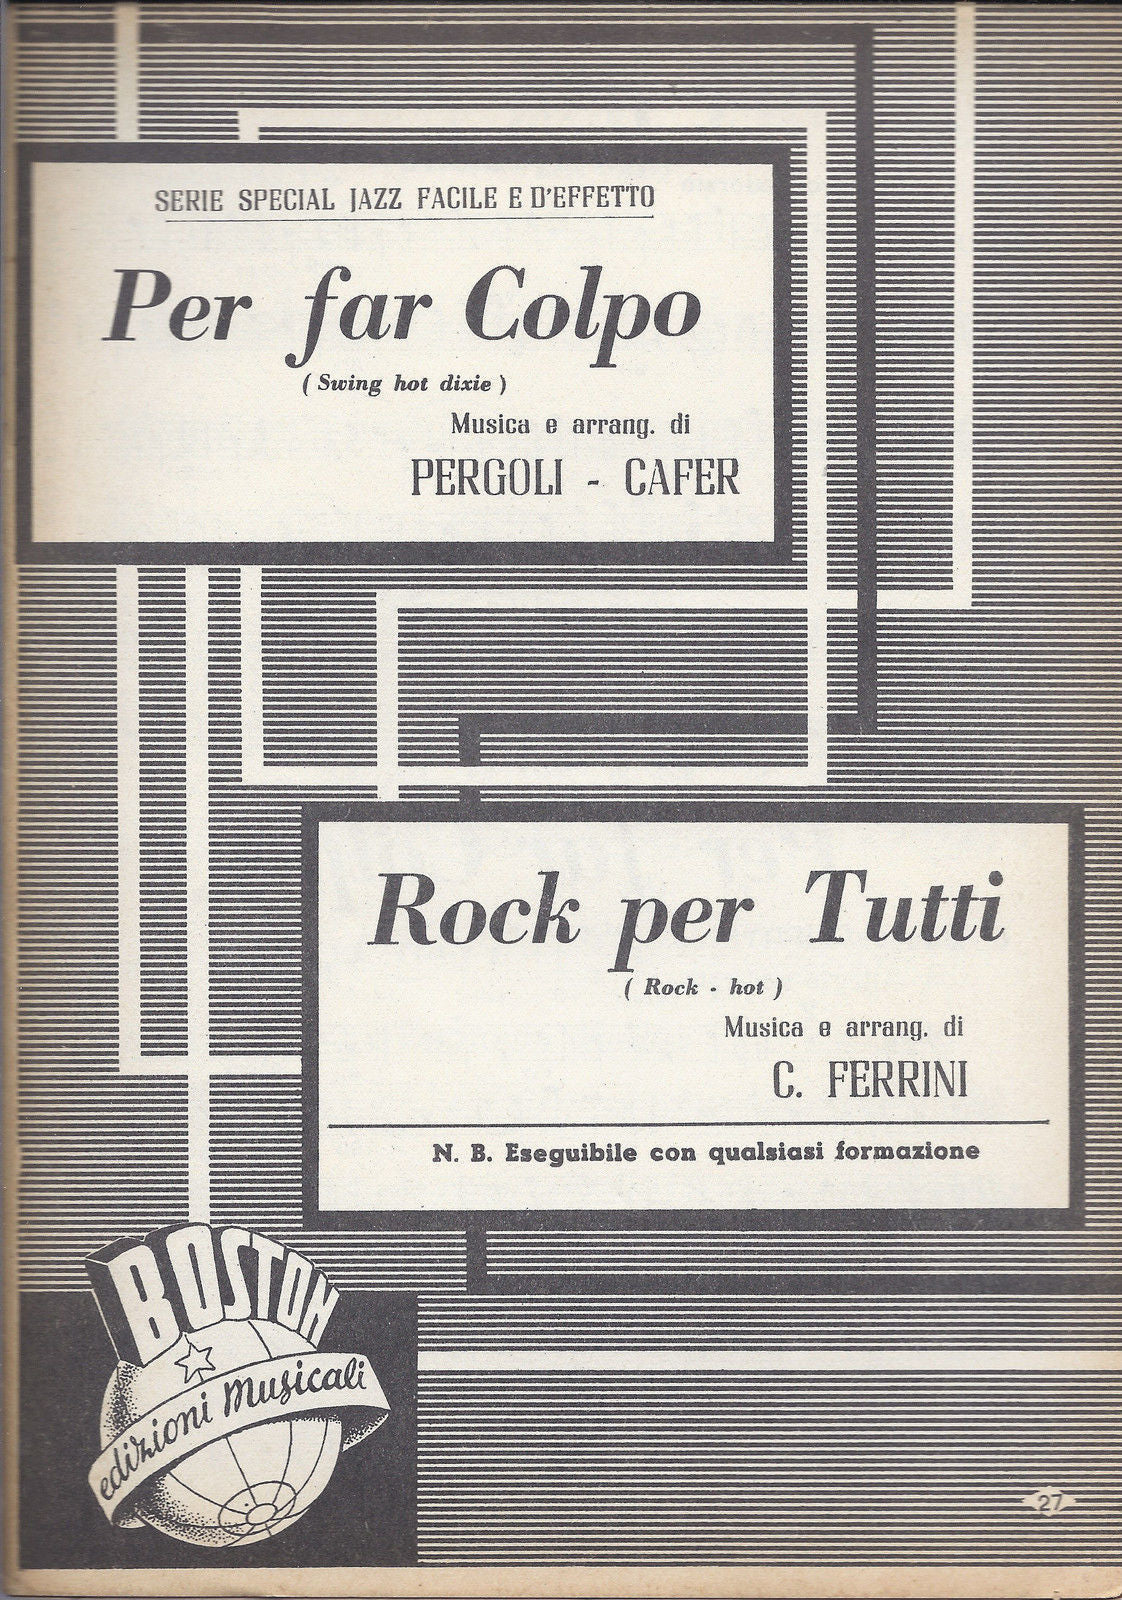 SERIE SPECIAL JAZZ FACILE E D'EFFETTO
Per far Colpo
( Swing hot dixie )
Musica e arrang. di
PERGOLI - CAFER
Rock per Tutti
( Rock - hot )
Musica e arrang. di
C. FERRINI
N. B. Eseguibile con qualsiasi formazione
BOSTON
edizioni musicali
27